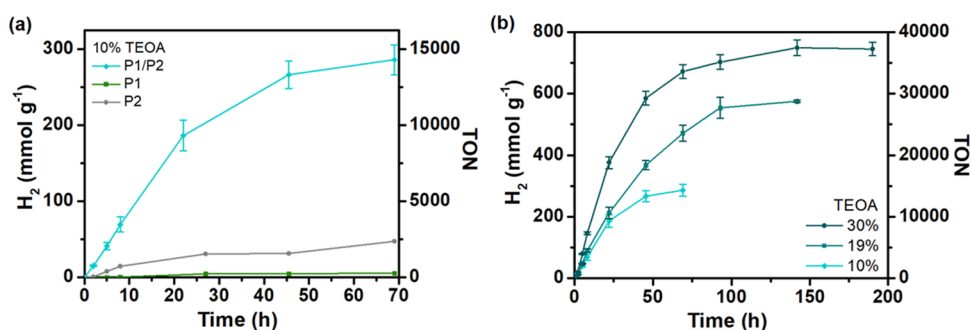 (a)
10% TEOA
P1/P2
P1
P2
H₂ (mmol g⁻¹)
300
200
100
0
TON
15000
10000
5000
0
0 10 20 30 40 50 60 70
Time (h)
(b)
H₂ (mmol g⁻¹)
800
600
400
200
0
TON
40000
30000
20000
10000
0
TEOA
30%
19%
10%
0 50 100 150 200
Time (h)